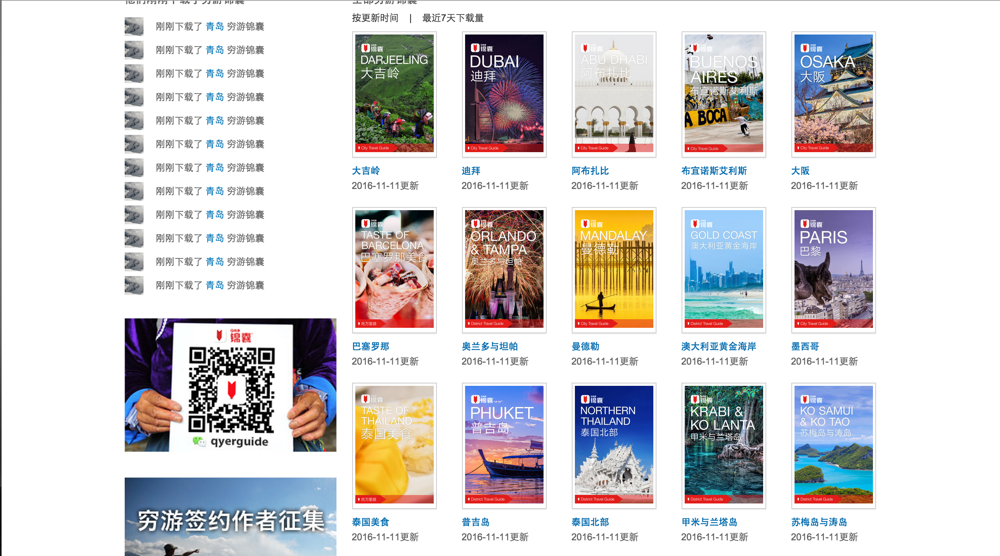 他们刚刚下载了穷游锦囊
刚刚下载了 青岛 穷游锦囊
刚刚下载了 青岛 穷游锦囊
刚刚下载了 青岛 穷游锦囊
刚刚下载了 青岛 穷游锦囊
刚刚下载了 青岛 穷游锦囊
刚刚下载了 青岛 穷游锦囊
刚刚下载了 青岛 穷游锦囊
刚刚下载了 青岛 穷游锦囊
刚刚下载了 青岛 穷游锦囊
刚刚下载了 青岛 穷游锦囊
刚刚下载了 青岛 穷游锦囊
刚刚下载了 青岛 穷游锦囊
锦囊
qyerguide
穷游签约作者征集
全部穷游锦囊
按更新时间 | 最近7天下载量
锦囊
DARJEELING
大吉岭
City Travel Guide
大吉岭
2016-11-11更新
锦囊
DUBAI
迪拜
City Travel Guide
迪拜
2016-11-11更新
锦囊
ABU DHABI
阿布扎比
City Travel Guide
阿布扎比
2016-11-11更新
锦囊
BUENOS
AIRES
布宜诺斯艾利斯
A BOCA
City Travel Guide
布宜诺斯艾利斯
2016-11-11更新
锦囊
OSAKA
大阪
City Travel Guide
大阪
2016-11-11更新
锦囊
TASTE OF
BARCELONA
巴塞罗那美食
吃万里路
巴塞罗那
2016-11-11更新
锦囊
ORLANDO
& TAMPA
奥兰多与坦帕
District Travel Guide
奥兰多与坦帕
2016-11-11更新
锦囊
MANDALAY
曼德勒
City Travel Guide
曼德勒
2016-11-11更新
锦囊
GOLD COAST
澳大利亚黄金海岸
District Travel Guide
澳大利亚黄金海岸
2016-11-11更新
锦囊
PARIS
巴黎
City Travel Guide
墨西哥
2016-11-11更新
锦囊
TASTE OF
THAILAND
泰国美食
吃万里路
泰国美食
2016-11-11更新
锦囊
PHUKET
普吉岛
District Travel Guide
普吉岛
2016-11-11更新
锦囊
NORTHERN
THAILAND
泰国北部
District Travel Guide
泰国北部
2016-11-11更新
锦囊
KRABI &
KO LANTA
甲米与兰塔岛
District Travel Guide
甲米与兰塔岛
2016-11-11更新
锦囊
KO SAMUI
& KO TAO
苏梅岛与涛岛
District Travel Guide
苏梅岛与涛岛
2016-11-11更新